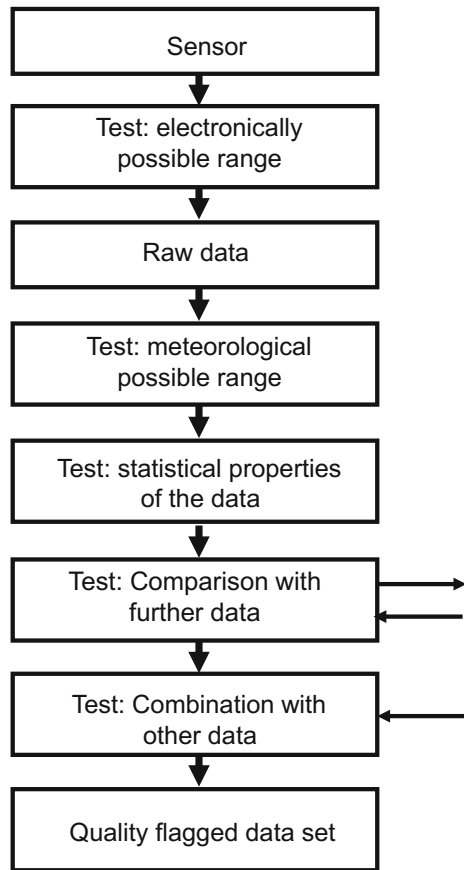 Sensor
Test: electronically
possible range
Raw data
Test: meteorological
possible range
Test: statistical properties
of the data
Test: Comparison with
further data
Test: Combination with
other data
Quality flagged data set